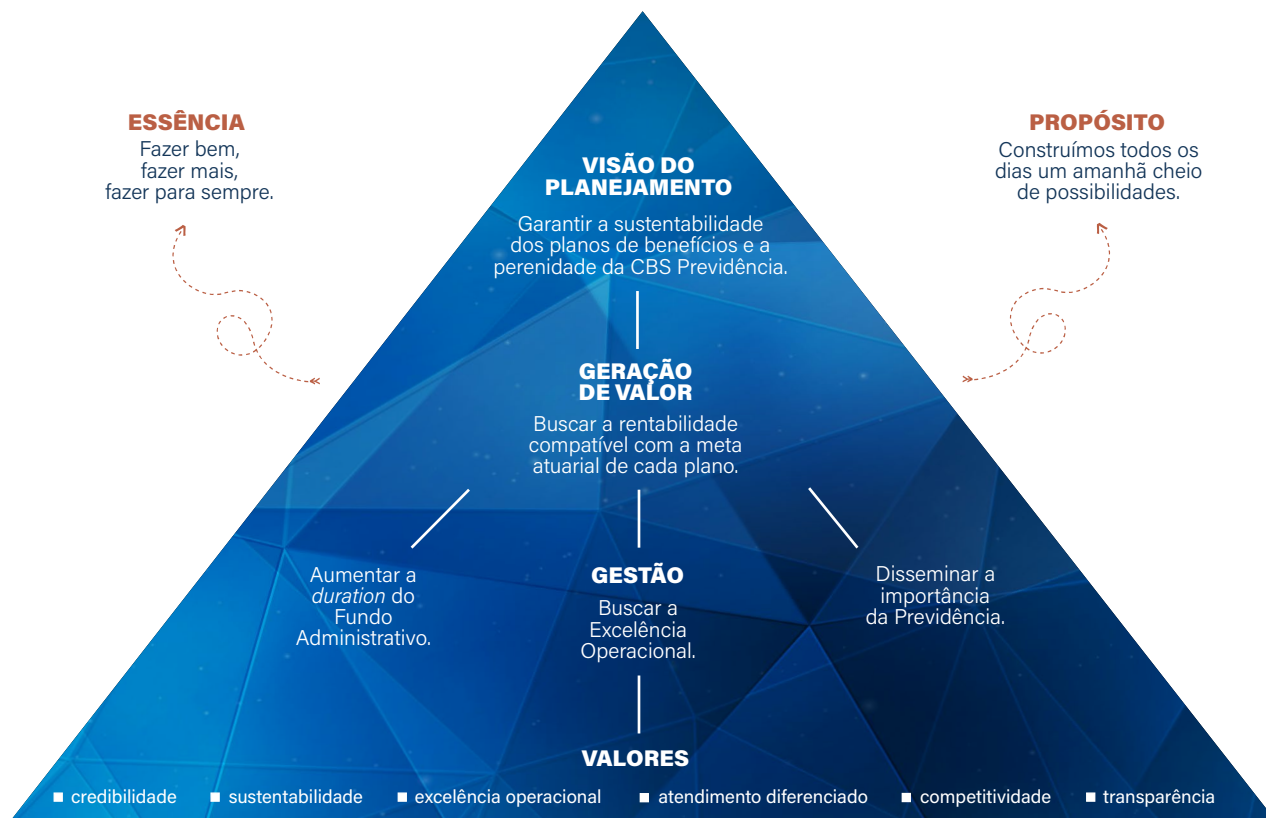 ESSÊNCIA
Fazer bem,
fazer mais,
fazer para sempre.
PROPÓSITO
Construímos todos os
dias um amanhã cheio
de possibilidades.
VISÃO DO
PLANEJAMENTO
Garantir a sustentabilidade
dos planos de benefícios e a
perenidade da CBS Previdência.
GERAÇÃO
DE VALOR
Buscar a rentabilidade
compatível com a meta
atuarial de cada plano.
Aumentar a
duration do
Fundo
Administrativo.
GESTÃO
Buscar a
Excelência
Operacional.
Disseminar a
importância
da Previdência.
VALORES
■ credibilidade ■ sustentabilidade ■ excelência operacional ■ atendimento diferenciado ■ competitividade ■ transparência